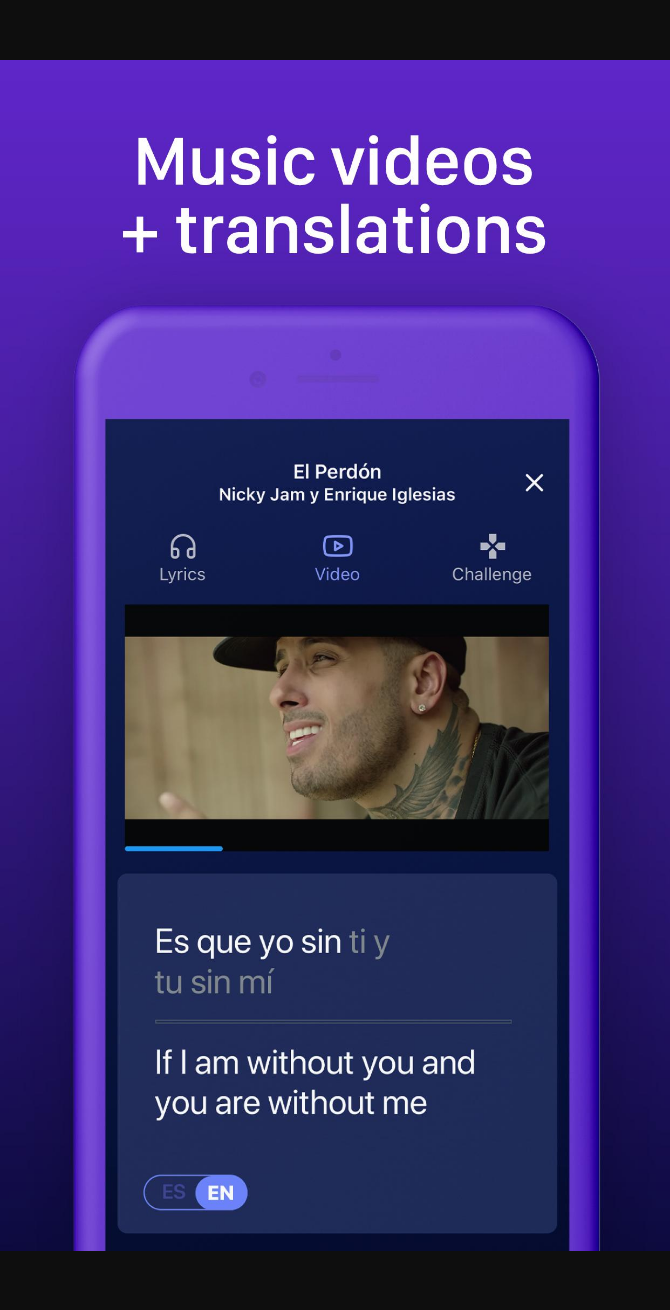 Music videos
+ translations
El Perdón
Nicky Jam y Enrique Iglesias
Lyrics
Video
Challenge
Es que yo sin ti y
tu sin mí
If I am without you and
you are without me
ES EN